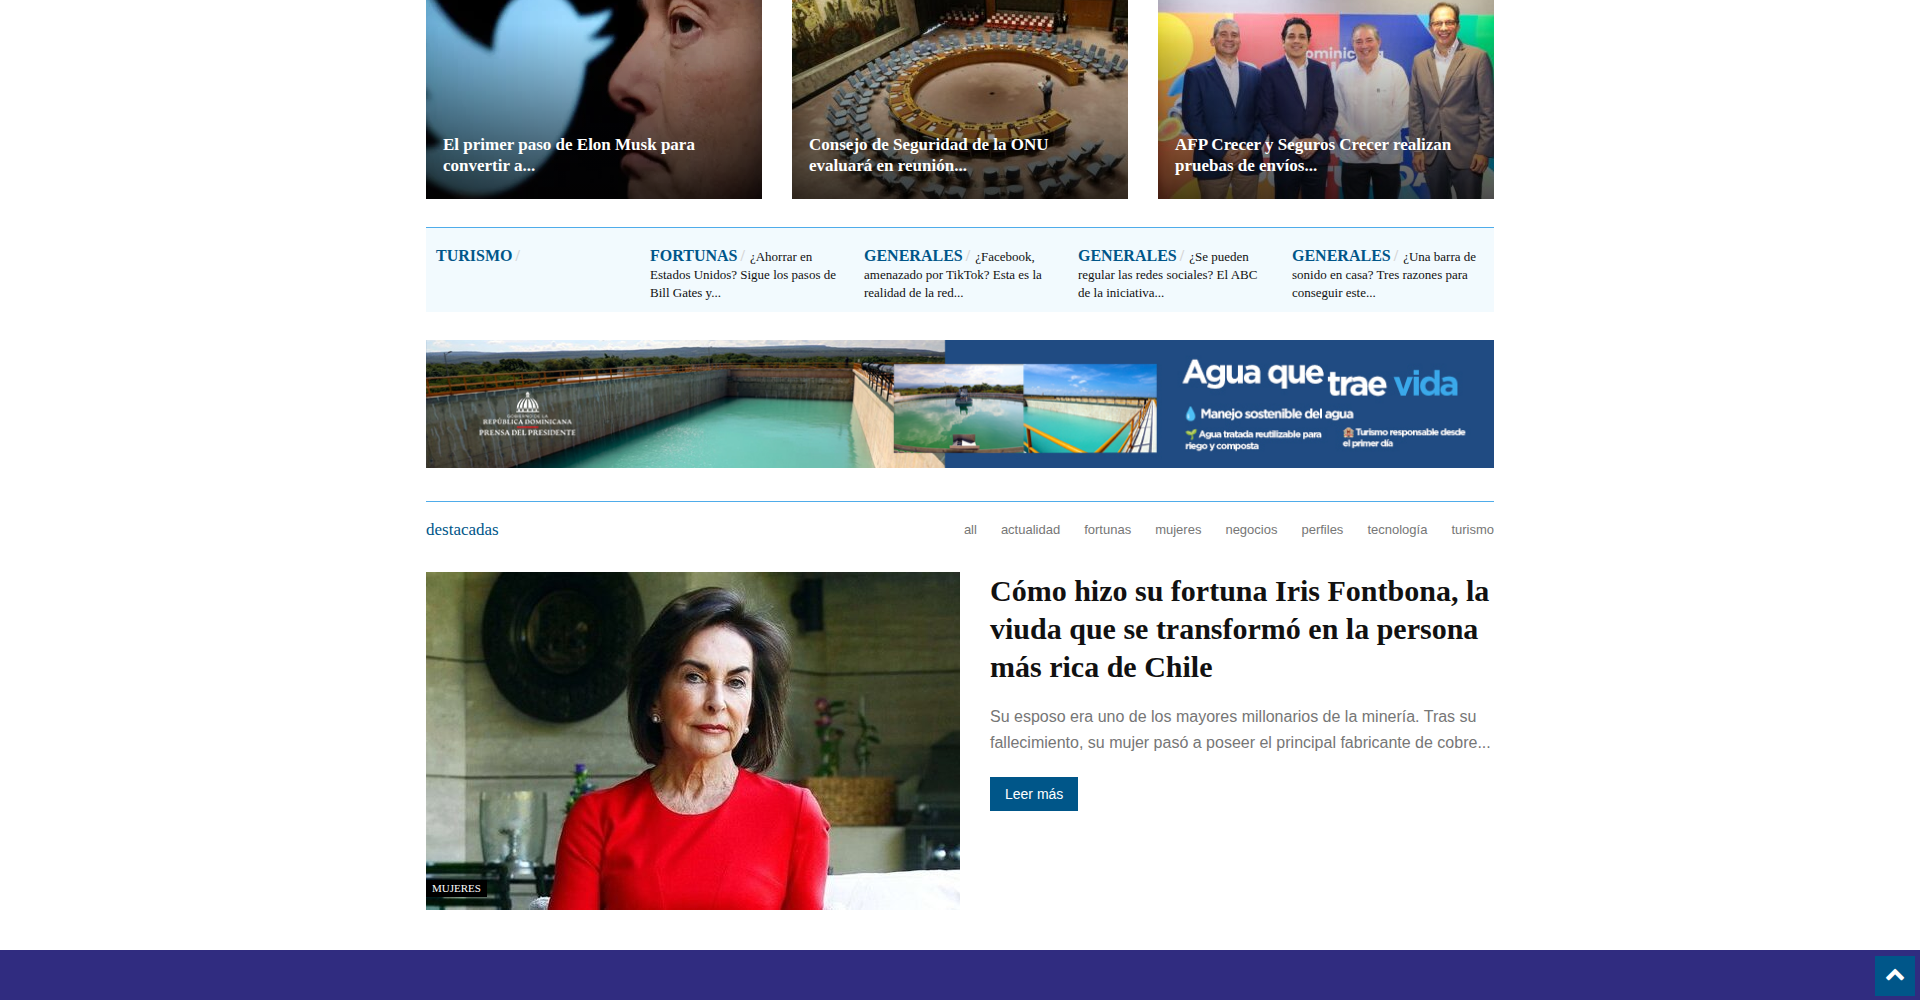 El primer paso de Elon Musk para
convertir a...
Consejo de Seguridad de la ONU
evaluará en reunión...
AFP Crecer y Seguros Crecer realizan
pruebas de envíos...
TURISMO /
FORTUNAS / ¿Ahorrar en
Estados Unidos? Sigue los pasos de
Bill Gates y...
GENERALES / ¿Facebook,
amenazado por TikTok? Esta es la
realidad de la red...
GENERALES / ¿Se pueden
regular las redes sociales? El ABC
de la iniciativa...
GENERALES / ¿Una barra de
sonido en casa? Tres razones para
conseguir este...
GOBIERNO DE LA
REPÚBLICA DOMINICANA
PRENSA DEL PRESIDENTE
Agua que trae vida
Manejo sostenible del agua
Agua tratada reutilizable para
riego y composta
Turismo responsable desde
el primer día
destacadas
all actualidad fortunas mujeres negocios perfiles tecnología turismo
MUJERES
Cómo hizo su fortuna Iris Fontbona, la
viuda que se transformó en la persona
más rica de Chile
Su esposo era uno de los mayores millonarios de la minería. Tras su
fallecimiento, su mujer pasó a poseer el principal fabricante de cobre...
Leer más